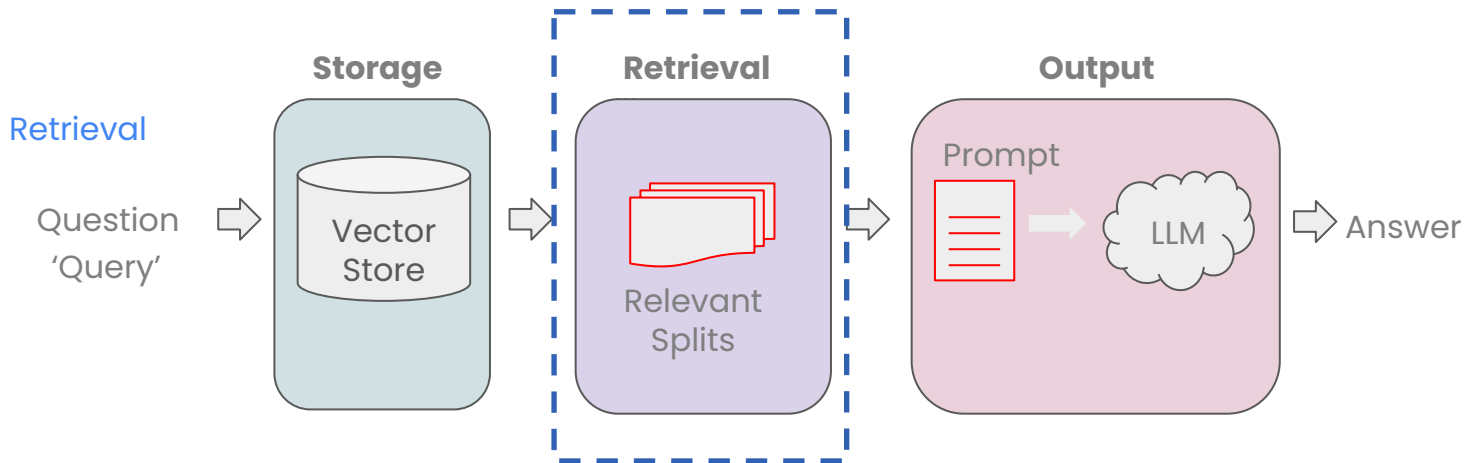 Storage
Retrieval
Output
Retrieval
Prompt
Question
‘Query’
Vector
Store
LLM
Answer
Relevant
Splits